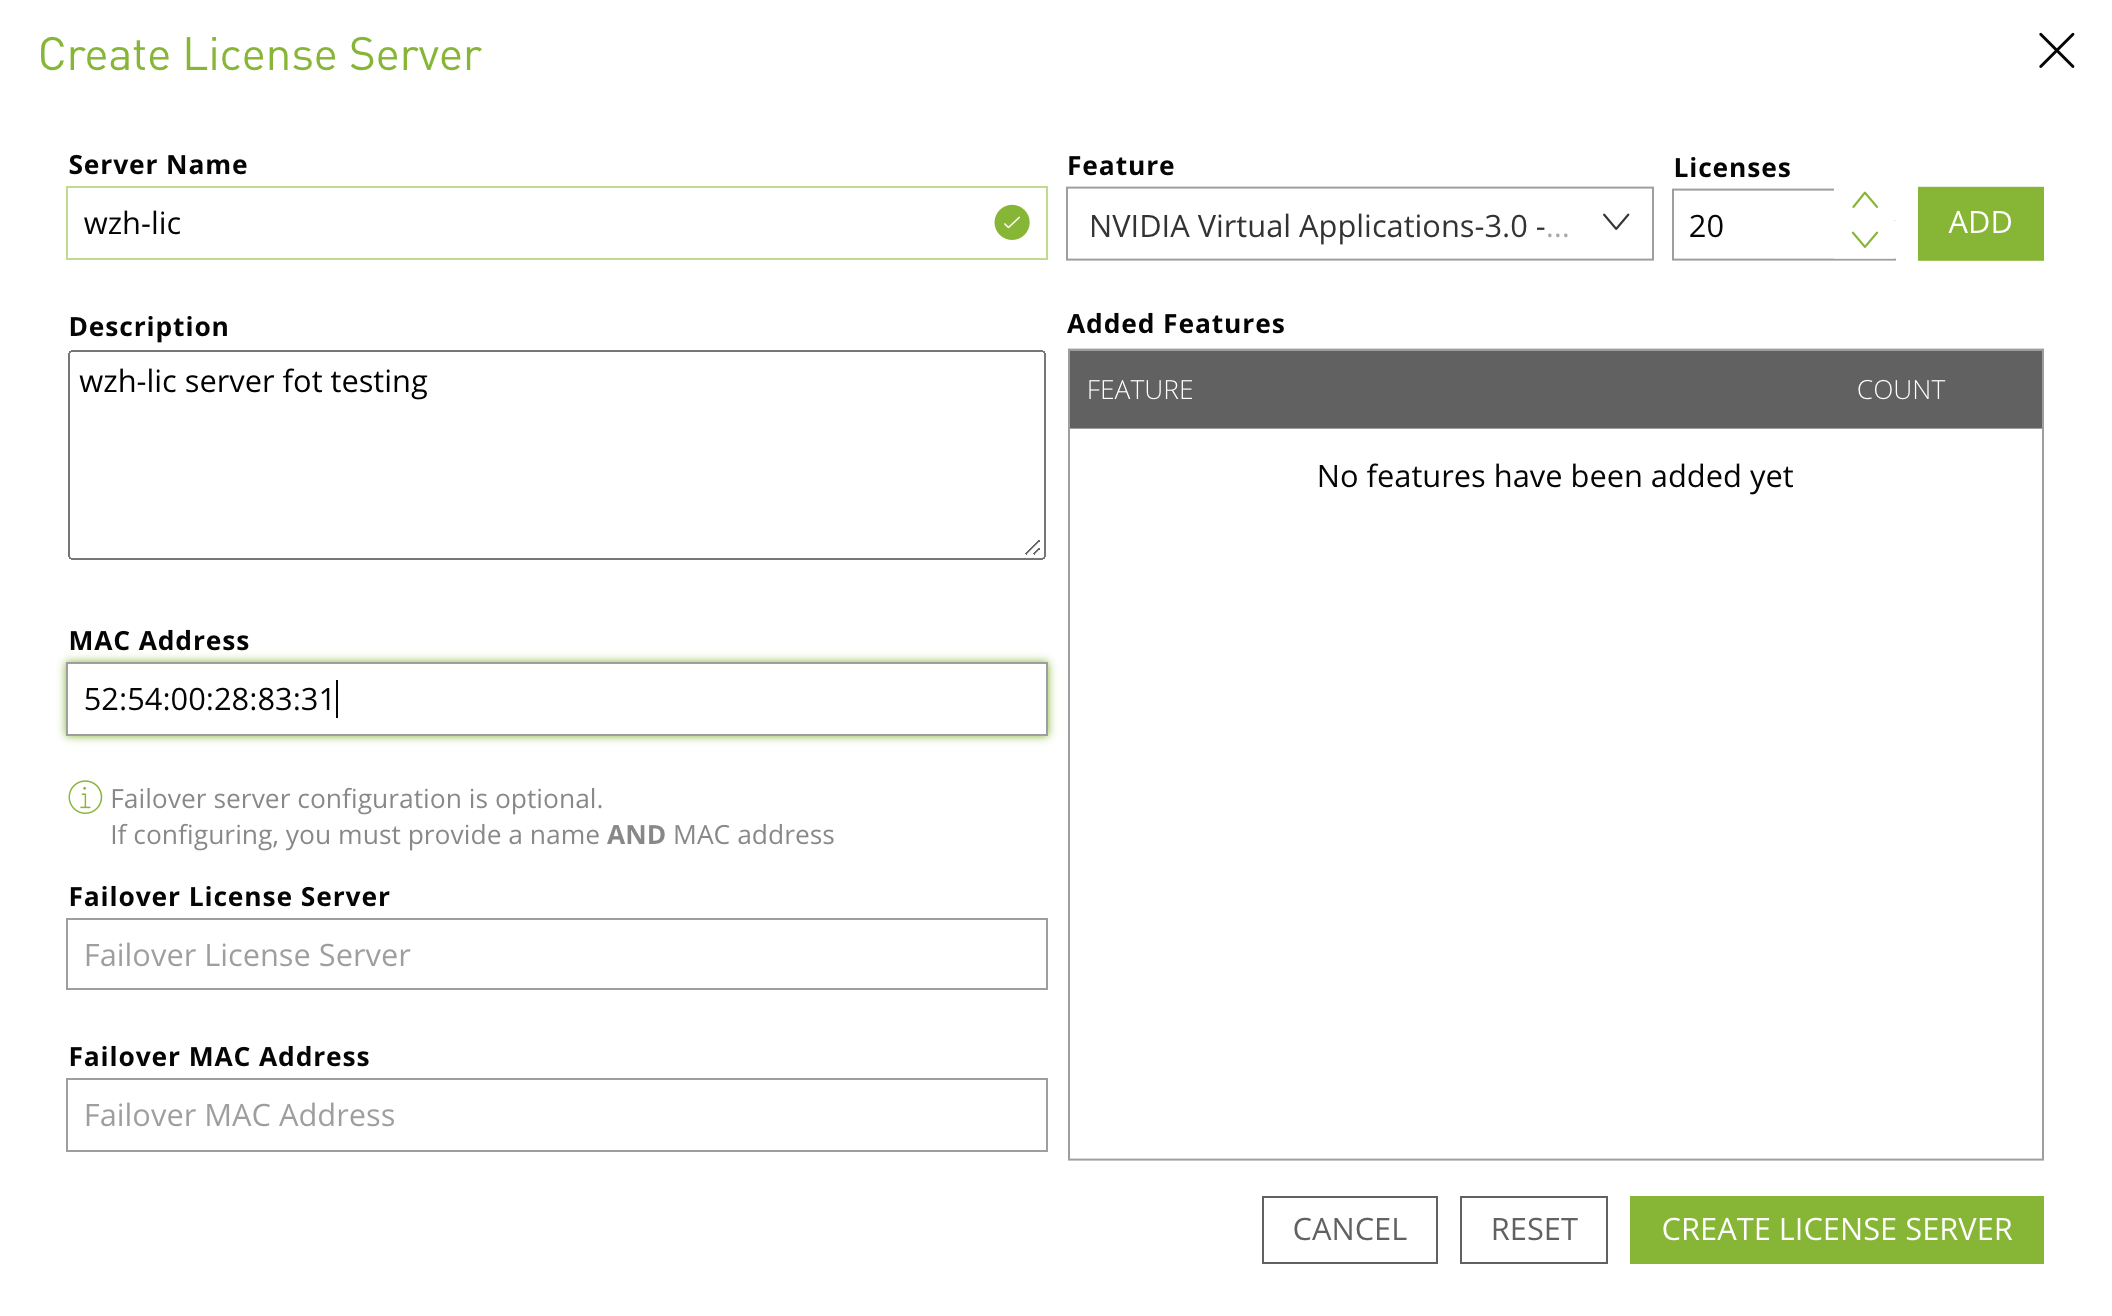 Create License Server
Server Name
wzh-lic
Description
wzh-lic server fot testing
MAC Address
52:54:00:28:83:31
Failover server configuration is optional.
If configuring, you must provide a name AND MAC address
Failover License Server
Failover License Server
Failover MAC Address
Failover MAC Address
Feature
NVIDIA Virtual Applications-3.0 -...
Licenses
20
ADD
Added Features
FEATURE COUNT
No features have been added yet
CANCEL RESET CREATE LICENSE SERVER